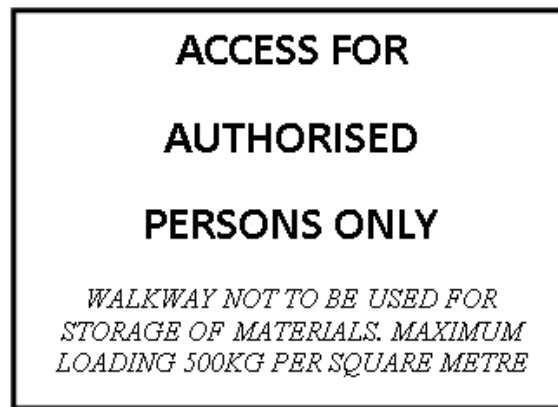 ACCESS FOR
AUTHORISED
PERSONS ONLY
WALKWAY NOT TO BE USED FOR
STORAGE OF MATERIALS. MAXIMUM
LOADING 500KG PER SQUARE METRE